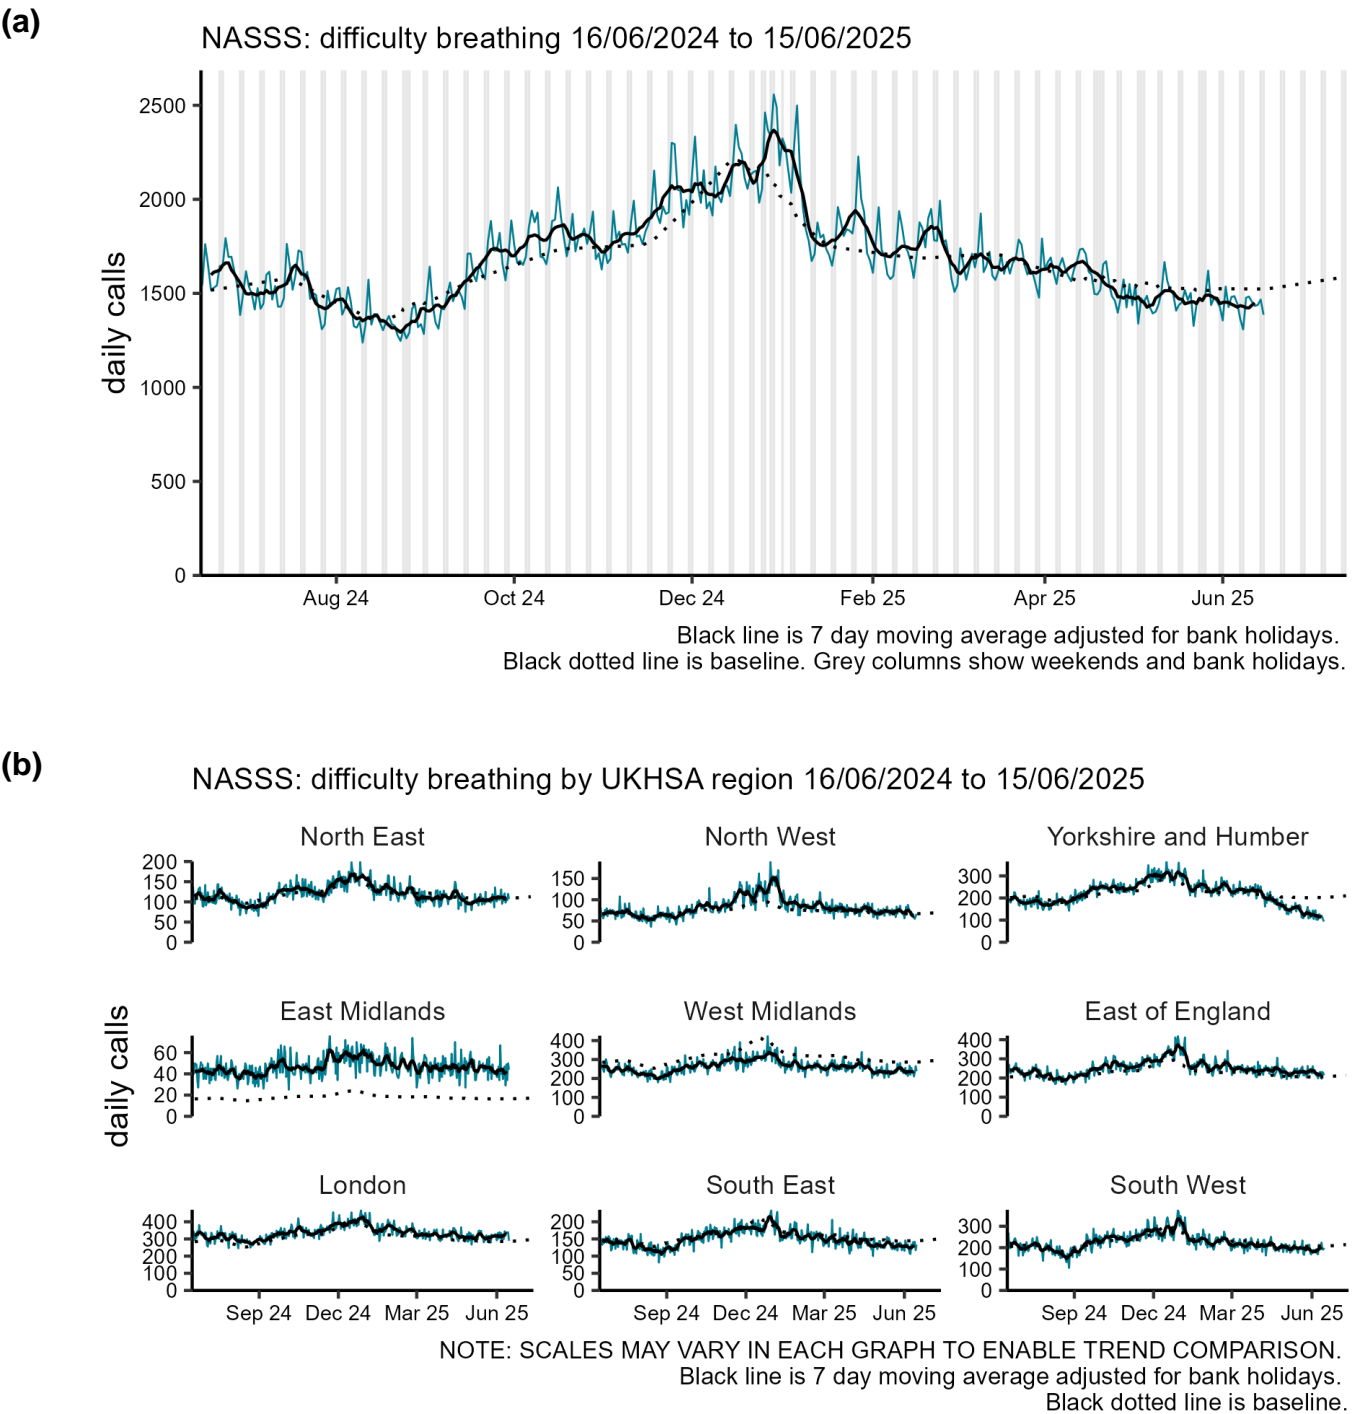 (a)
NASSS: difficulty breathing 16/06/2024 to 15/06/2025
daily calls
2500
2000
1500
1000
500
0
Aug 24 Oct 24 Dec 24 Feb 25 Apr 25 Jun 25
Black line is 7 day moving average adjusted for bank holidays.
Black dotted line is baseline. Grey columns show weekends and bank holidays.
(b)
NASSS: difficulty breathing by UKHSA region 16/06/2024 to 15/06/2025
daily calls
North East
200
150
100
50
0
North West
150
100
50
0
Yorkshire and Humber
300
200
100
0
East Midlands
60
40
20
0
West Midlands
400
300
200
100
0
East of England
400
300
200
100
0
London
400
300
200
100
0
Sep 24 Dec 24 Mar 25 Jun 25
South East
200
150
100
50
0
Sep 24 Dec 24 Mar 25 Jun 25
South West
300
200
100
0
Sep 24 Dec 24 Mar 25 Jun 25
NOTE: SCALES MAY VARY IN EACH GRAPH TO ENABLE TREND COMPARISON.
Black line is 7 day moving average adjusted for bank holidays.
Black dotted line is baseline.